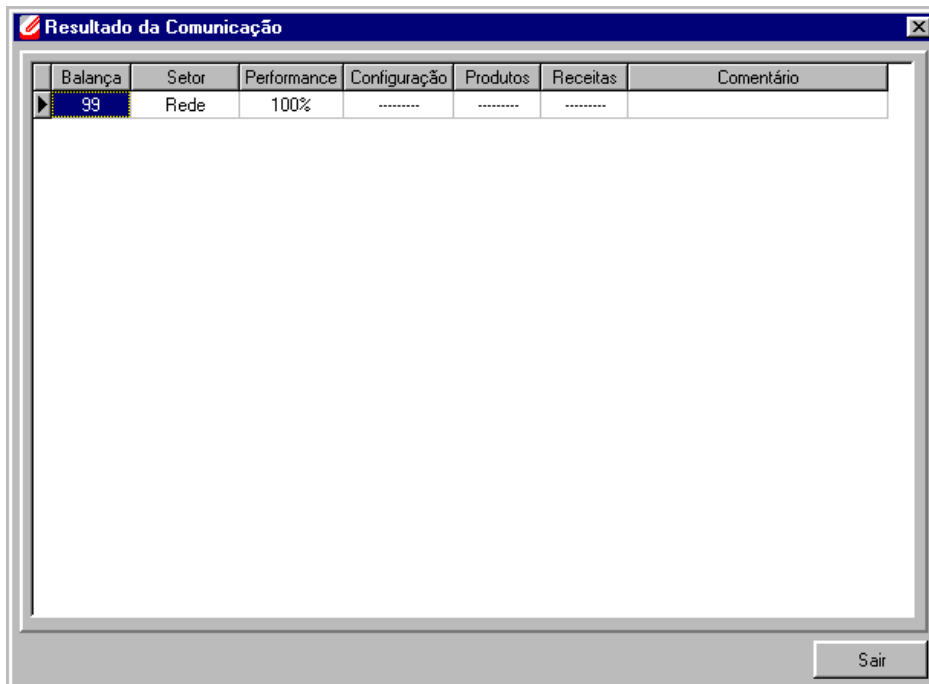 Resultado da Comunicação
Balança Setor Performance Configuração Produtos Receitas Comentário
99 Rede 100% --------- --------- ---------
Sair